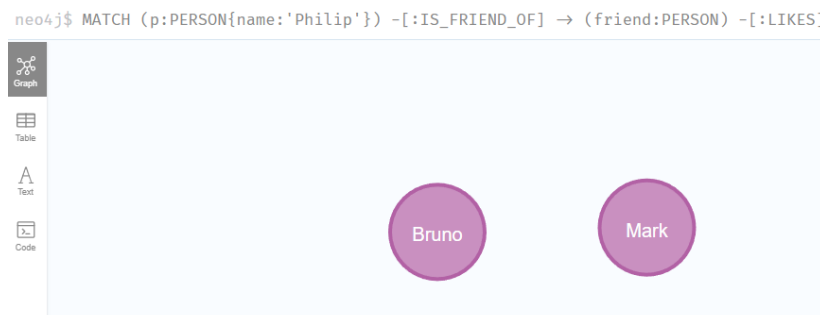 neo4j$ MATCH (p:PERSON{name:'Philip'}) -[:IS_FRIEND_OF] → (friend:PERSON) -[:LIKES]
Graph
Table
Text
Code
Bruno
Mark